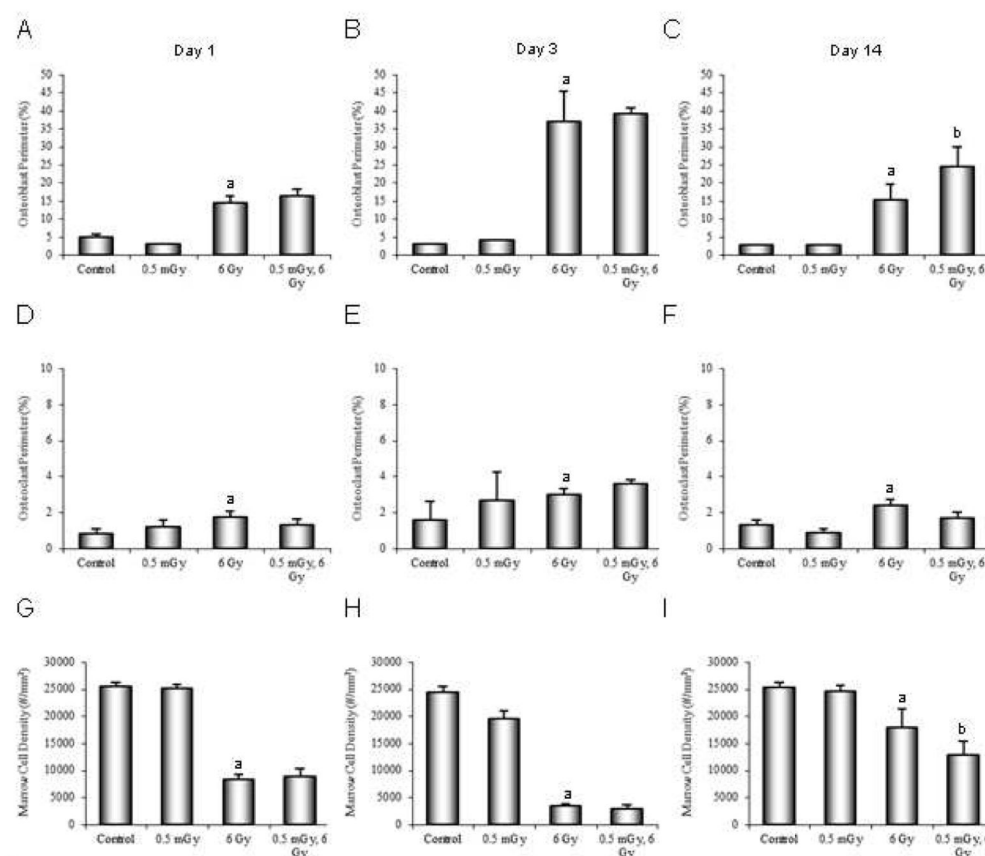 A
Day 1
B
Day 3
C
Day 14
Osteoblast Perimeter (%)
50
45
40
35
30
25
20
15
10
5
0
a
Control
0.5 mGy
6 Gy
0.5 mGy, 6
Gy
Osteoblast Perimeter (%)
50
45
40
35
30
25
20
15
10
5
0
a
Control
0.5 mGy
6 Gy
0.5 mGy, 6
Gy
Osteoblast Perimeter (%)
50
45
40
35
30
25
20
15
10
5
0
a
b
Control
0.5 mGy
6 Gy
0.5 mGy, 6
Gy
D
E
F
Osteoclast Perimeter (%)
10
8
6
4
2
0
a
Control
0.5 mGy
6 Gy
0.5 mGy, 6
Gy
Osteoclast Perimeter (%)
10
8
6
4
2
0
a
Control
0.5 mGy
6 Gy
0.5 mGy, 6
Gy
Osteoclast Perimeter (%)
10
8
6
4
2
0
a
Control
0.5 mGy
6 Gy
0.5 mGy, 6
Gy
G
H
I
Marrow Cell Density (#/mm²)
30000
25000
20000
15000
10000
5000
0
a
Control
0.5 mGy
6 Gy
0.5 mGy, 6
Gy
Marrow Cell Density (#/mm²)
30000
25000
20000
15000
10000
5000
0
a
Control
0.5 mGy
6 Gy
0.5 mGy, 6
Gy
Marrow Cell Density (#/mm²)
30000
25000
20000
15000
10000
5000
0
a
b
Control
0.5 mGy
6 Gy
0.5 mGy, 6
Gy